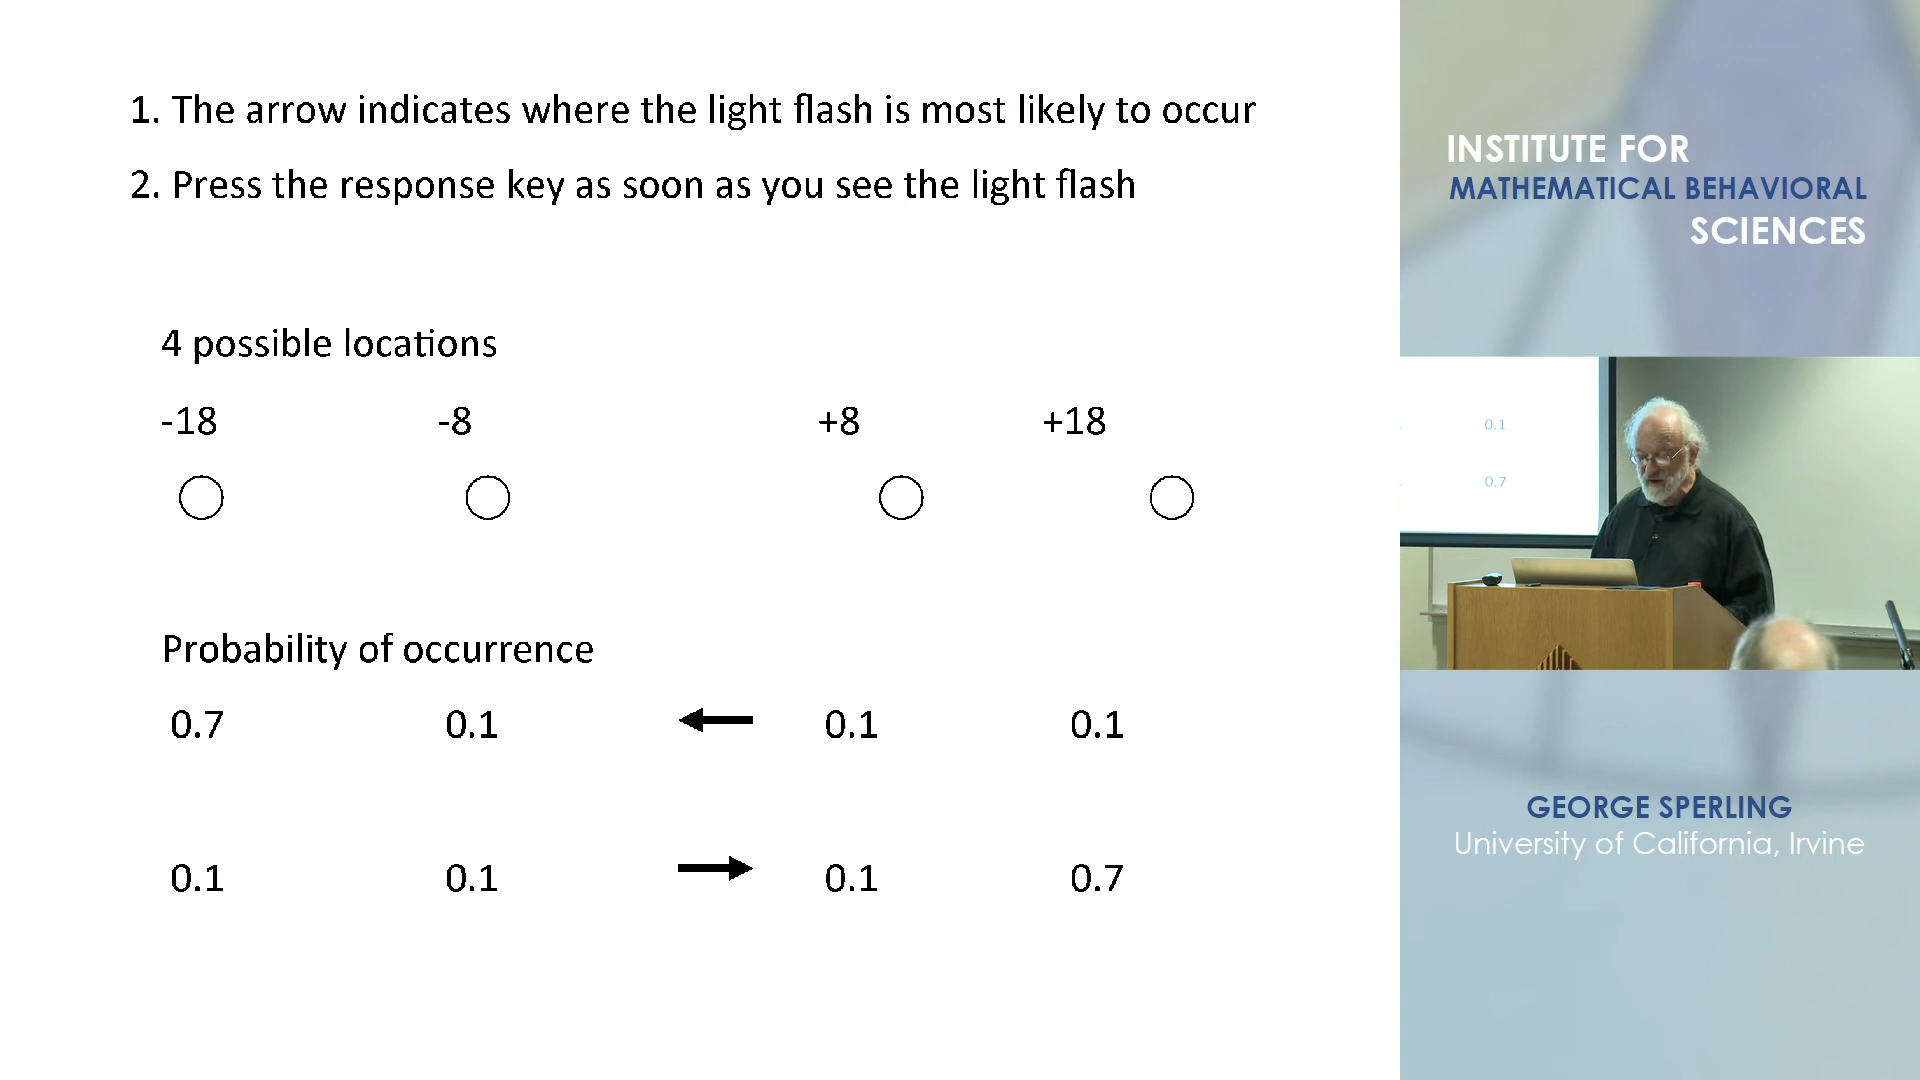 1. The arrow indicates where the light flash is most likely to occur
2. Press the response key as soon as you see the light flash
4 possible locations
-18 -8 +8 +18
Probability of occurrence
0.7 0.1 0.1 0.1
0.1 0.1 0.1 0.7
INSTITUTE FOR
MATHEMATICAL BEHAVIORAL
SCIENCES
0.1
0.7
GEORGE SPERLING
University of California, Irvine